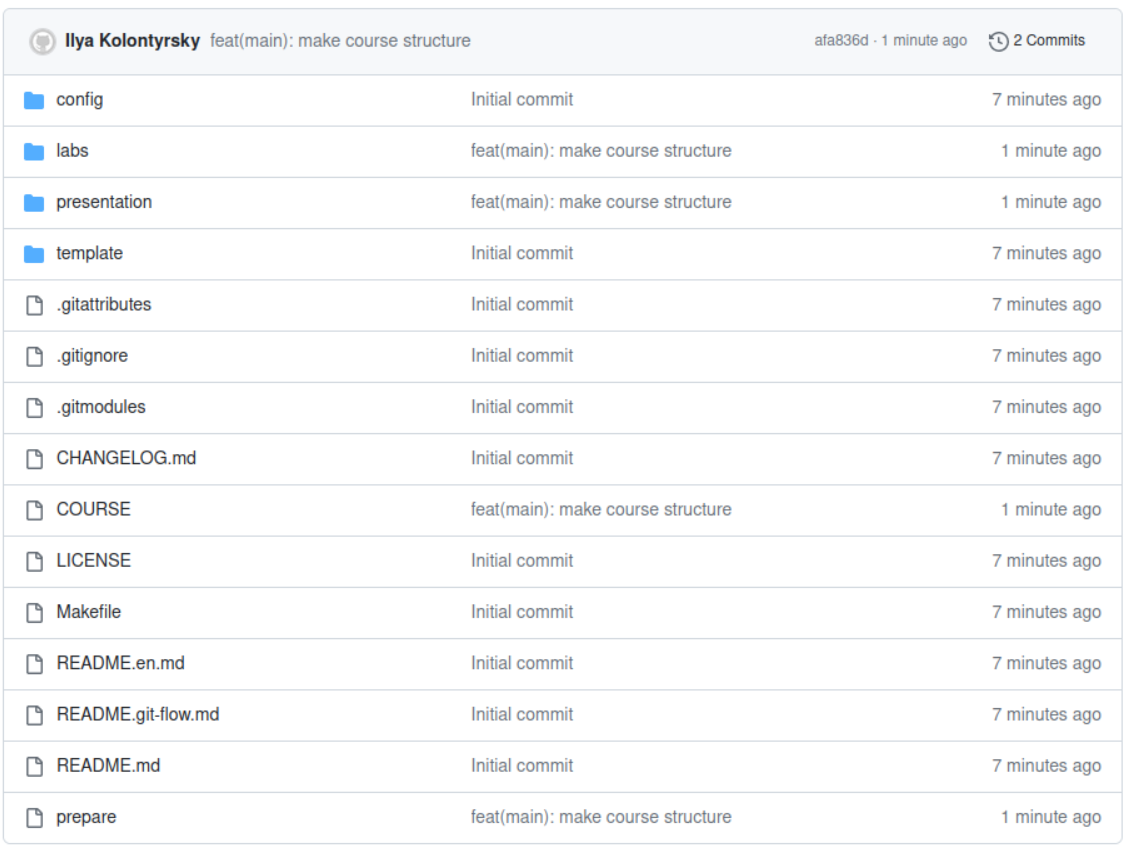 Ilya Kolontyrsky feat(main): make course structure afa836d · 1 minute ago 2 Commits
config Initial commit 7 minutes ago
labs feat(main): make course structure 1 minute ago
presentation feat(main): make course structure 1 minute ago
template Initial commit 7 minutes ago
.gitattributes Initial commit 7 minutes ago
.gitignore Initial commit 7 minutes ago
.gitmodules Initial commit 7 minutes ago
CHANGELOG.md Initial commit 7 minutes ago
COURSE feat(main): make course structure 1 minute ago
LICENSE Initial commit 7 minutes ago
Makefile Initial commit 7 minutes ago
README.en.md Initial commit 7 minutes ago
README.git-flow.md Initial commit 7 minutes ago
README.md Initial commit 7 minutes ago
prepare feat(main): make course structure 1 minute ago